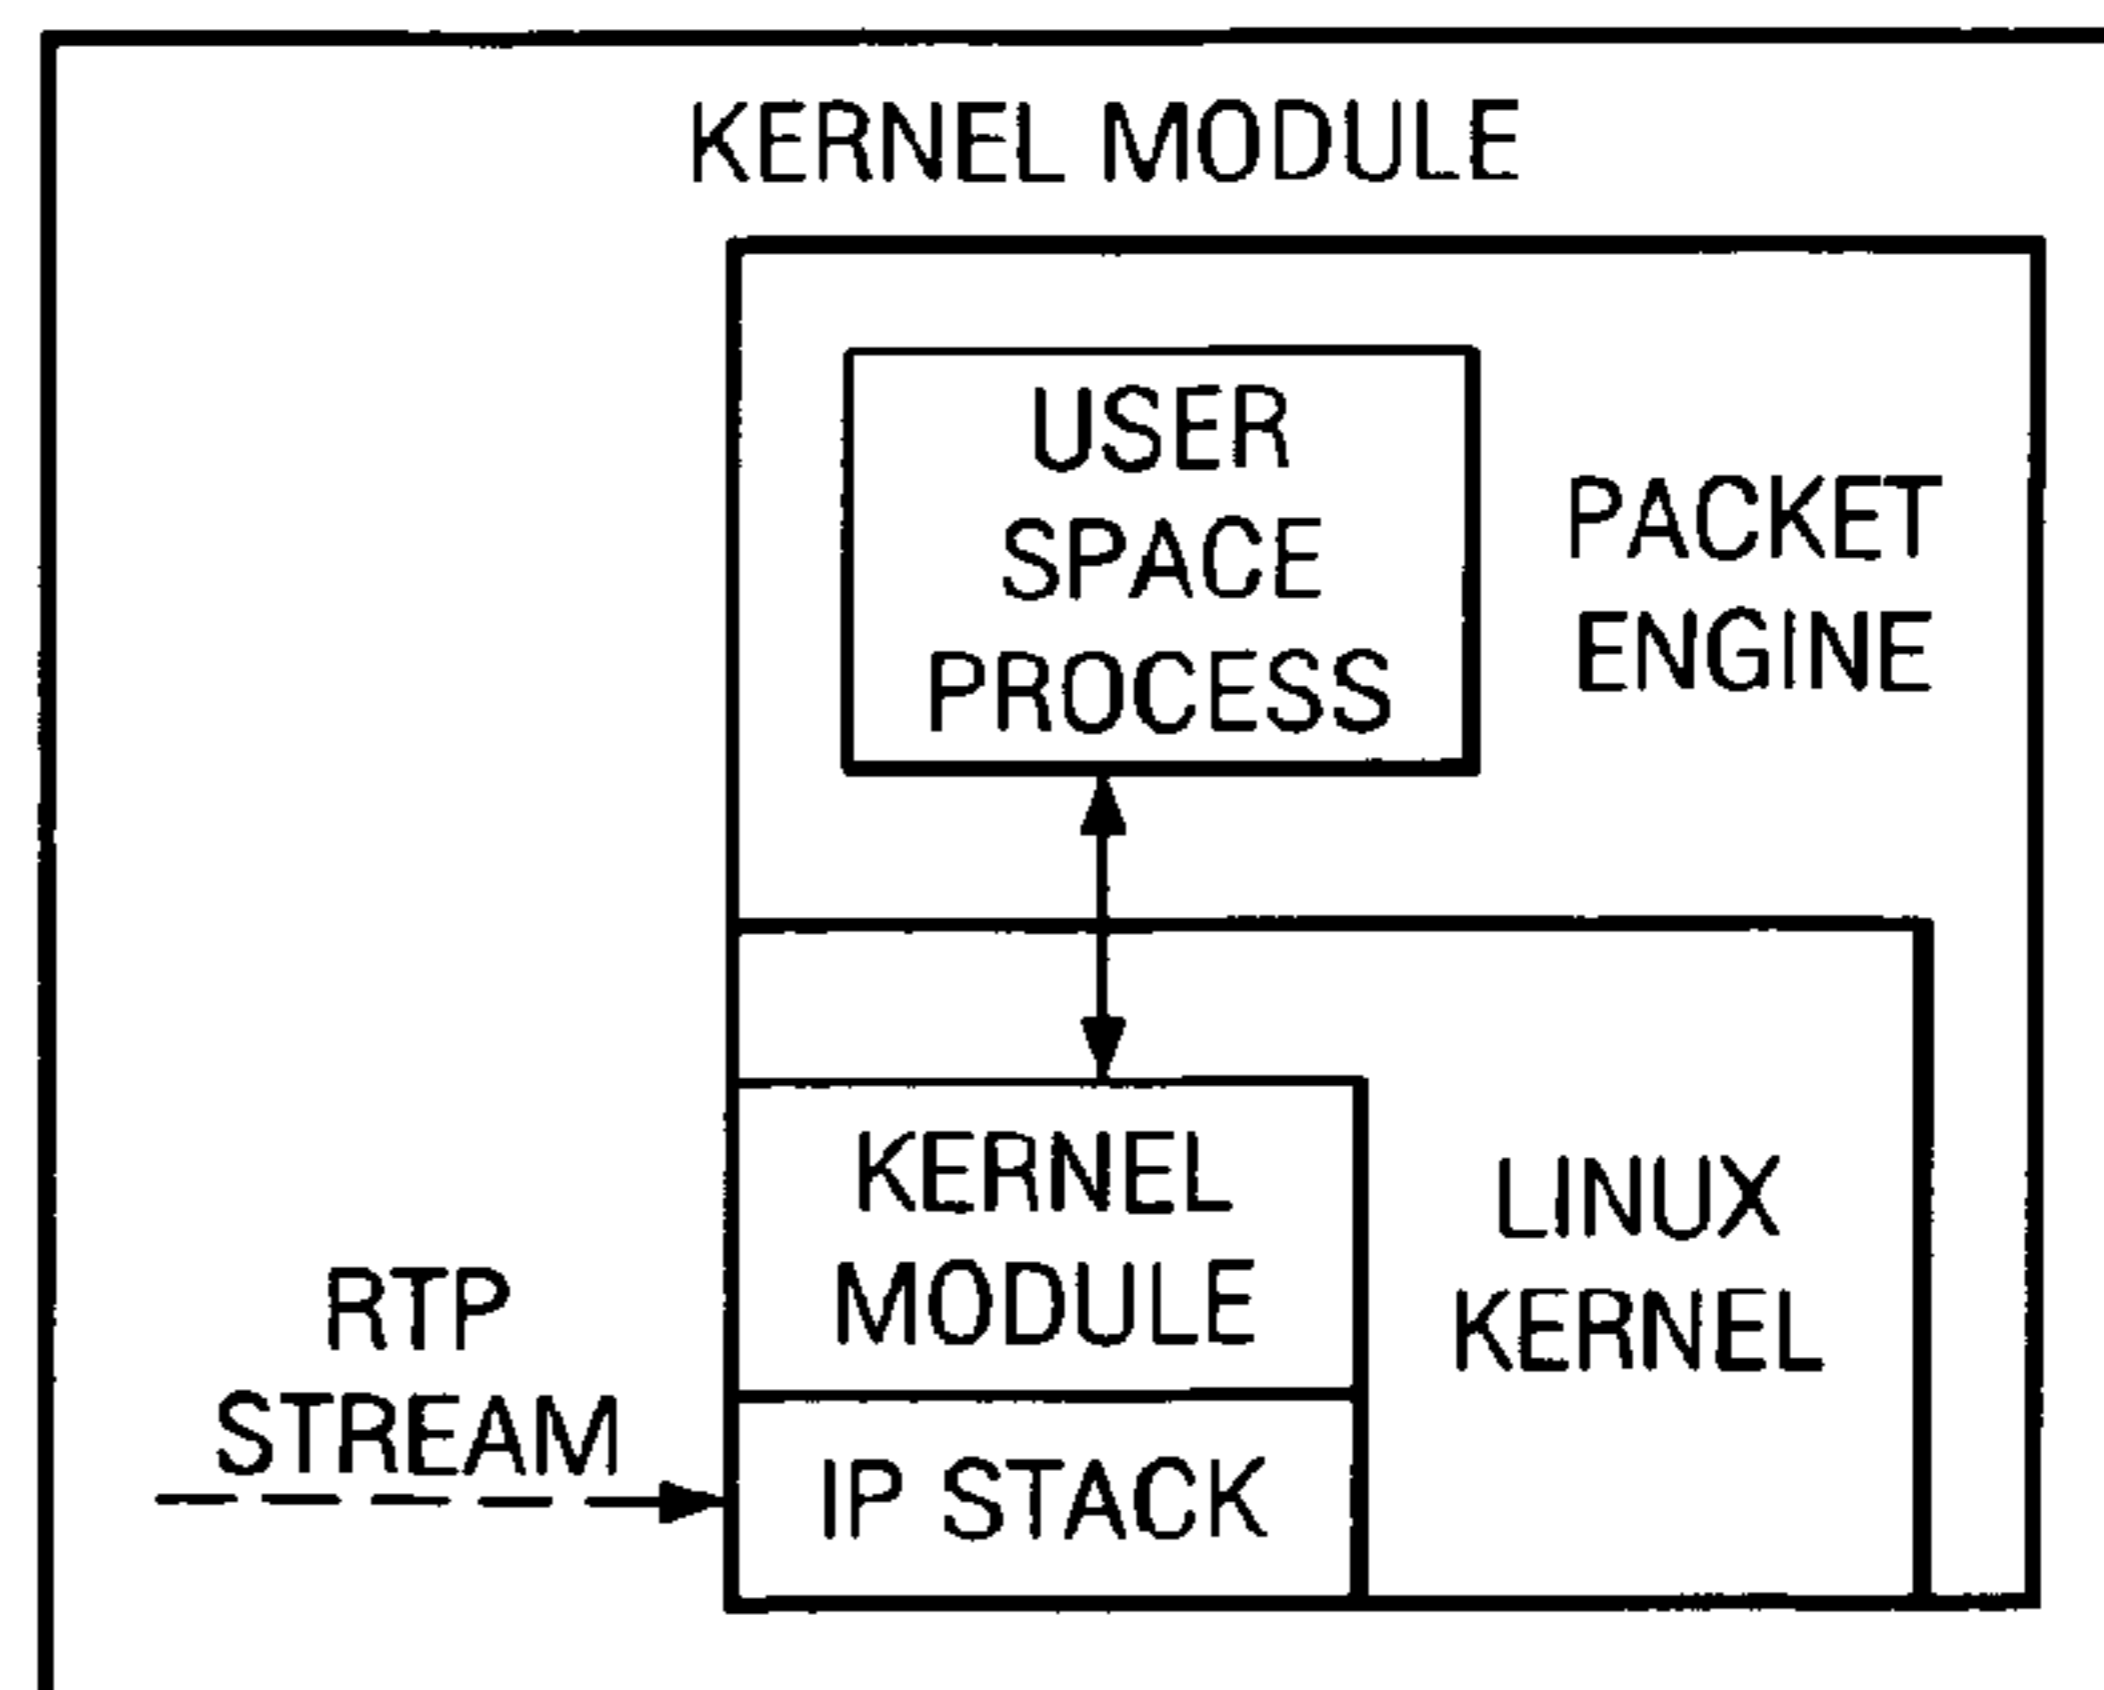 KERNEL MODULE
USER
SPACE
PROCESS
PACKET
ENGINE
KERNEL
MODULE
LINUX
KERNEL
RTP
STREAM
IP STACK